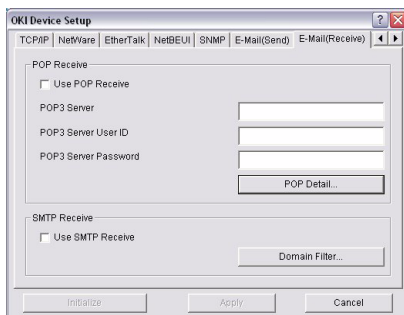 OKI Device Setup
TCP/IP NetWare EtherTalk NetBEUI SNMP E-Mail(Send) E-Mail(Receive)
POP Receive
Use POP Receive
POP3 Server
POP3 Server User ID
POP3 Server Password
POP Detail...
SMTP Receive
Use SMTP Receive
Domain Filter...
Initialize Apply Cancel